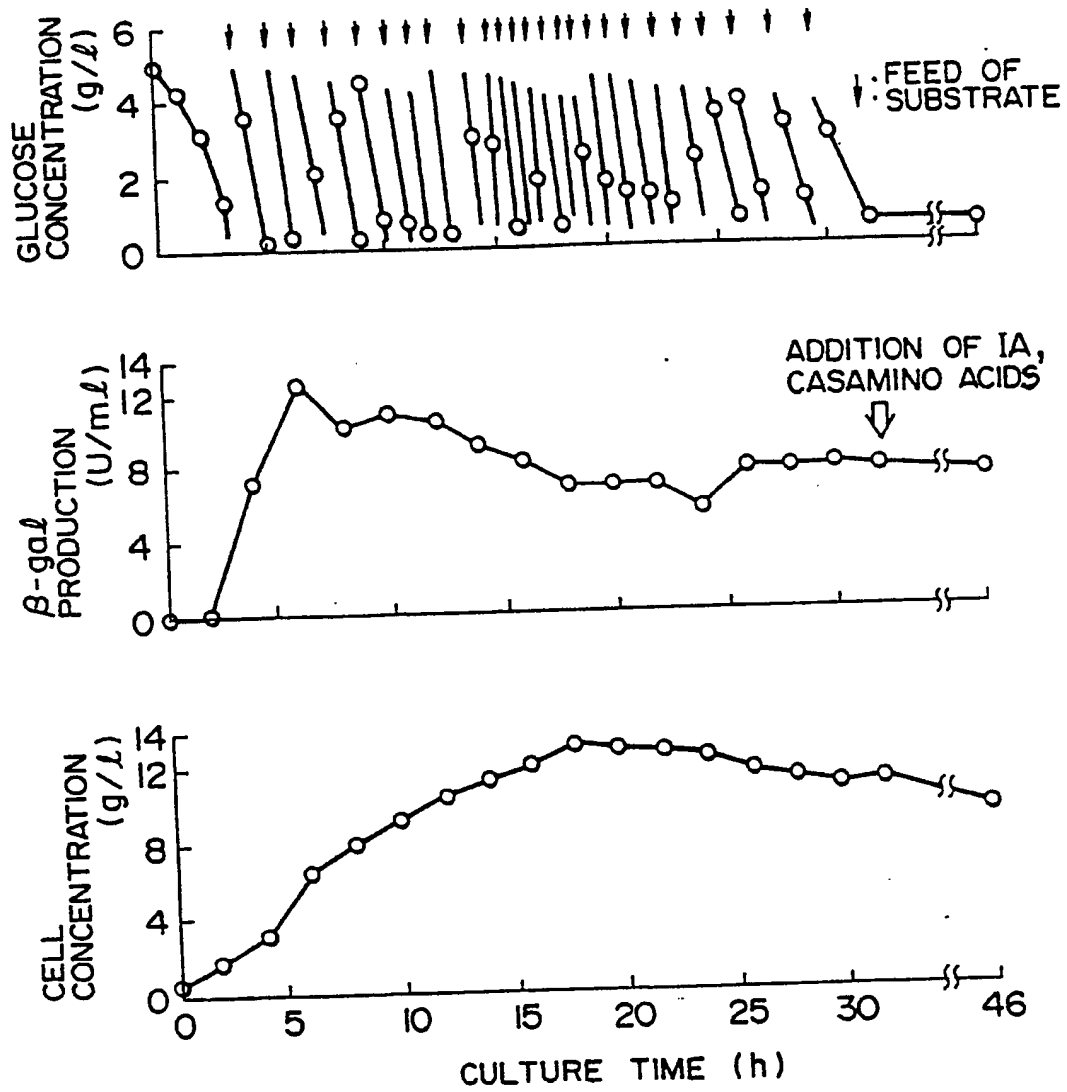 GLUCOSE
CONCENTRATION
(g/ℓ)
6
4
2
0
: FEED OF
SUBSTRATE
β-gal
PRODUCTION
(U/mℓ)
14
12
8
4
0
ADDITION OF IA,
CASAMINO ACIDS
CELL
CONCENTRATION
(g/ℓ)
14
12
8
4
0
0 5 10 15 20 25 30 46
CULTURE TIME (h)